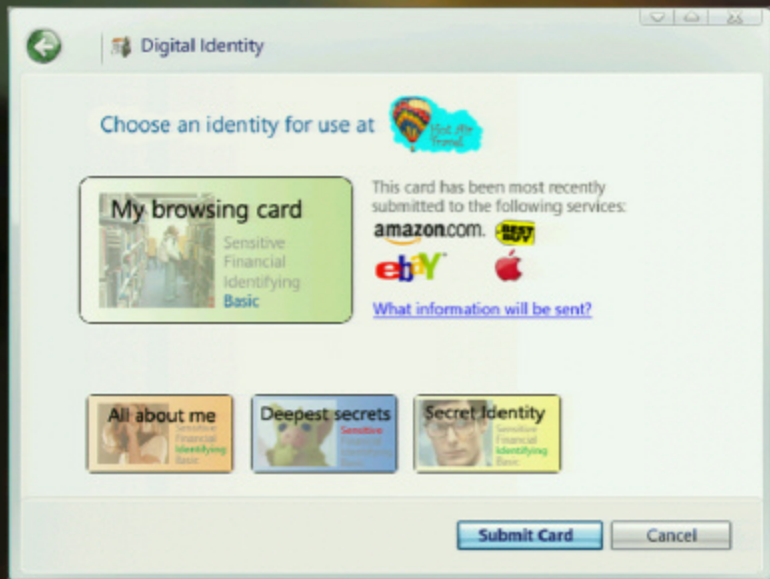 Digital Identity
Choose an identity for use at
Hot Air
Travel
My browsing card
Sensitive
Financial
Identifying
Basic
This card has been most recently
submitted to the following services:
amazon.com.
BEST
BUY
ebY
What information will be sent?
All about me
Sensitive
Financial
Identifying
Basic
Deepest secrets
Sensitive
Financial
Identifying
Basic
Secret Identity
Sensitive
Financial
Identifying
Basic
Submit Card
Cancel